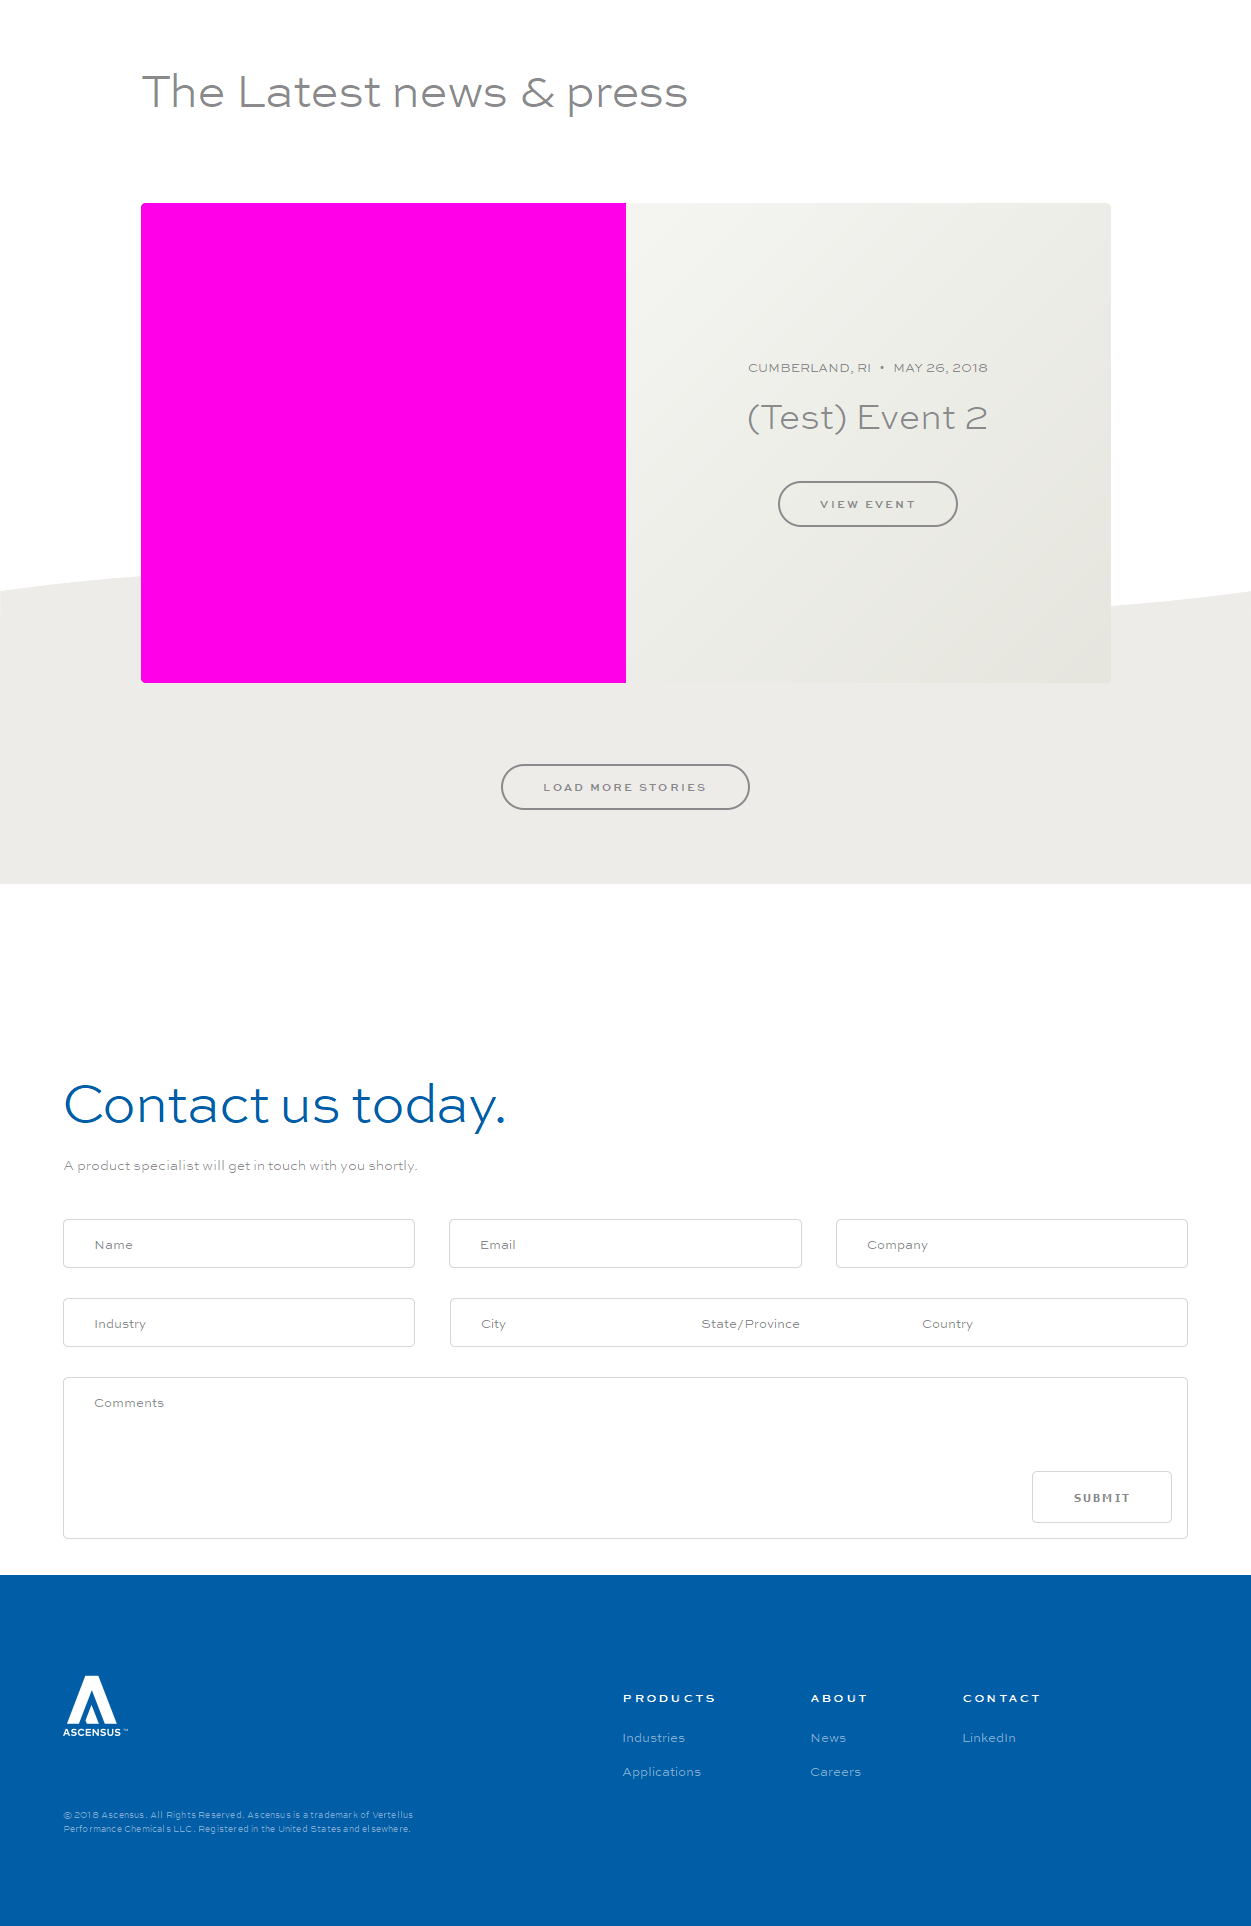 The Latest news & press
CUMBERLAND, RI • MAY 26, 2018
(Test) Event 2
VIEW EVENT
LOAD MORE STORIES
Contact us today.
A product specialist will get in touch with you shortly.
Name
Email
Company
Industry
City
State/Province
Country
Comments
SUBMIT
ASCENSUS™
PRODUCTS
Industries
Applications
ABOUT
News
Careers
CONTACT
LinkedIn
© 2018 Ascensus. All Rights Reserved. Ascensus is a trademark of Vertellus
Performance Chemicals LLC. Registered in the United States and elsewhere.